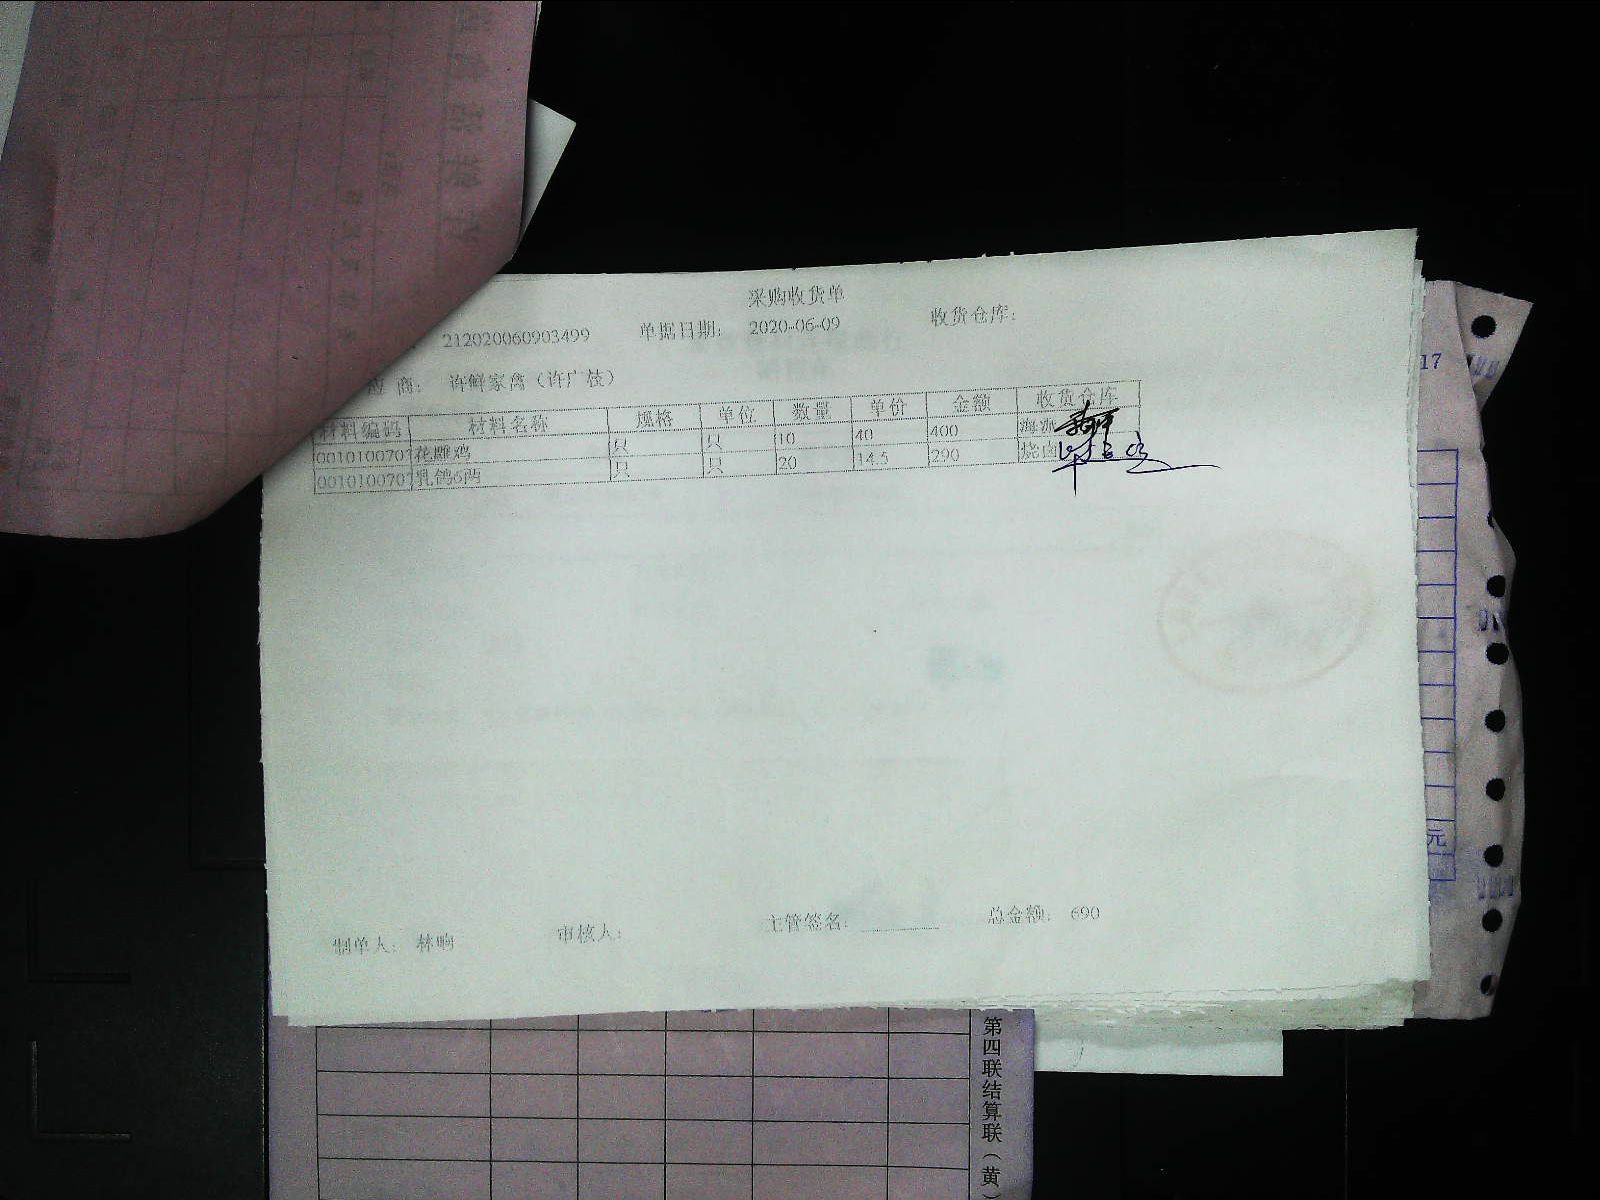 采购收货单
212020060903499 单据日期: 2020-06-09 收货仓库:
应 商: 许鲜家禽（许广枝）
材料编码 材料名称 规格 单位 数量 单价 金额 收货仓库
0010100707 花雕鸡 只 只 10 40 400 海派
0010100707 乳鸽6两 只 只 20 14.5 290 烧卤
制单人: 林响 审核人: 主管签名: 总金额: 690
17
元
第四联结算联（黄）